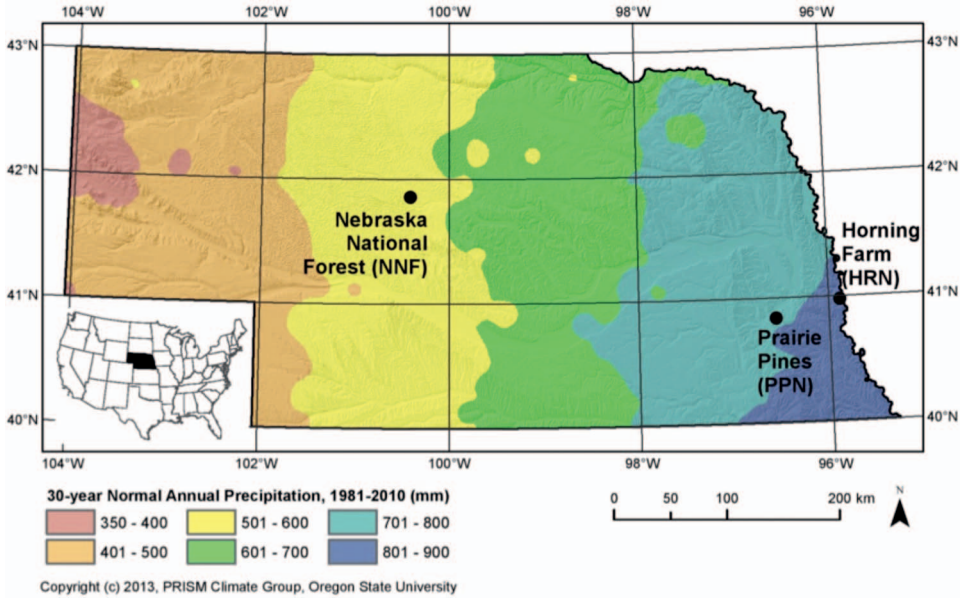 104°W 102°W 100°W 98°W 96°W
43°N 43°N
42°N 42°N
Nebraska
National
Forest (NNF)
Horning
Farm
(HRN)
41°N 41°N
Prairie
Pines
(PPN)
40°N 40°N
104°W 102°W 100°W 98°W 96°W
30-year Normal Annual Precipitation, 1981-2010 (mm)
350 - 400 501 - 600 701 - 800
401 - 500 601 - 700 801 - 900
0 50 100 200 km
N
Copyright (c) 2013, PRISM Climate Group, Oregon State University